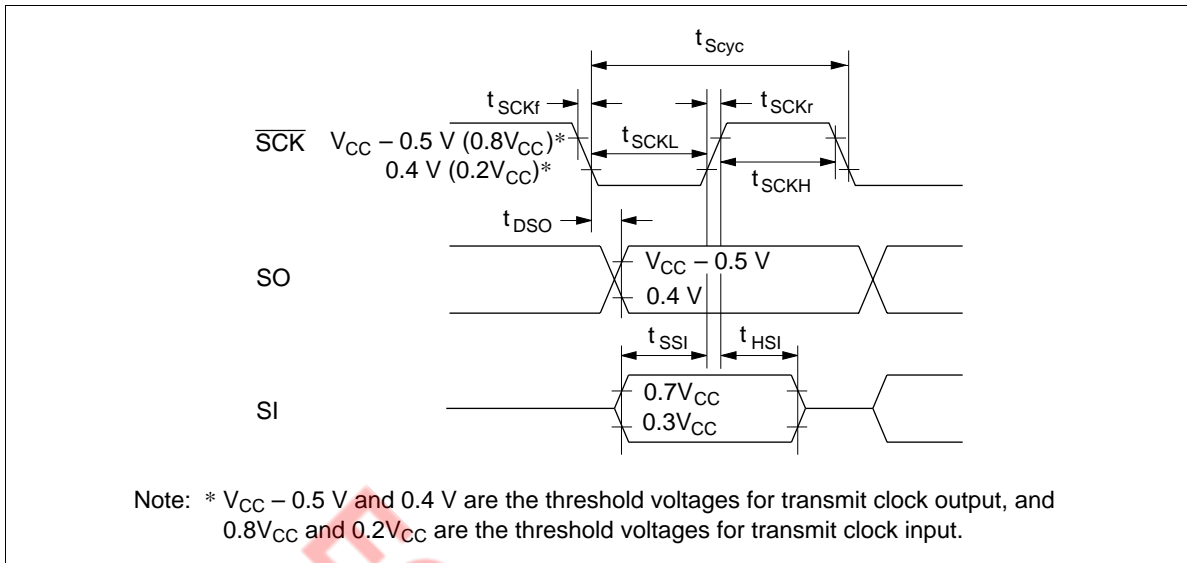 tScyc
tSCKf
tSCKr
SCK VCC – 0.5 V (0.8VCC)*
tSCKL
0.4 V (0.2VCC)*
tSCKH
tDSO
SO
VCC – 0.5 V
0.4 V
tSSI
tHSI
SI
0.7VCC
0.3VCC
Note: * VCC – 0.5 V and 0.4 V are the threshold voltages for transmit clock output, and
0.8VCC and 0.2VCC are the threshold voltages for transmit clock input.